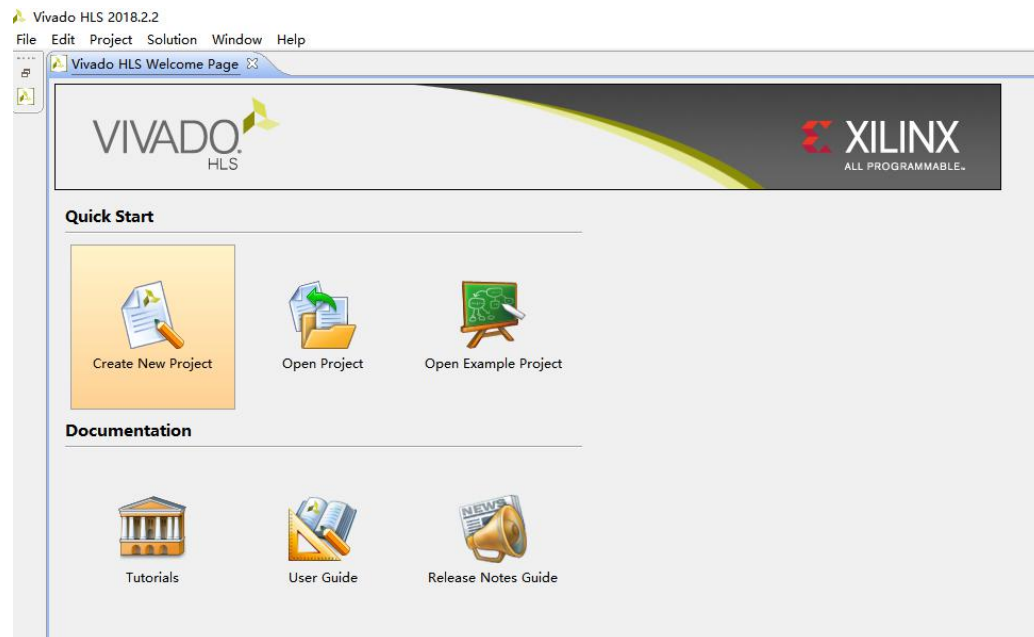 Vivado HLS 2018.2.2
File Edit Project Solution Window Help
Vivado HLS Welcome Page
VIVADO.
HLS
XILINX
ALL PROGRAMMABLE.
Quick Start
Create New Project Open Project Open Example Project
Documentation
NEWS
Tutorials User Guide Release Notes Guide